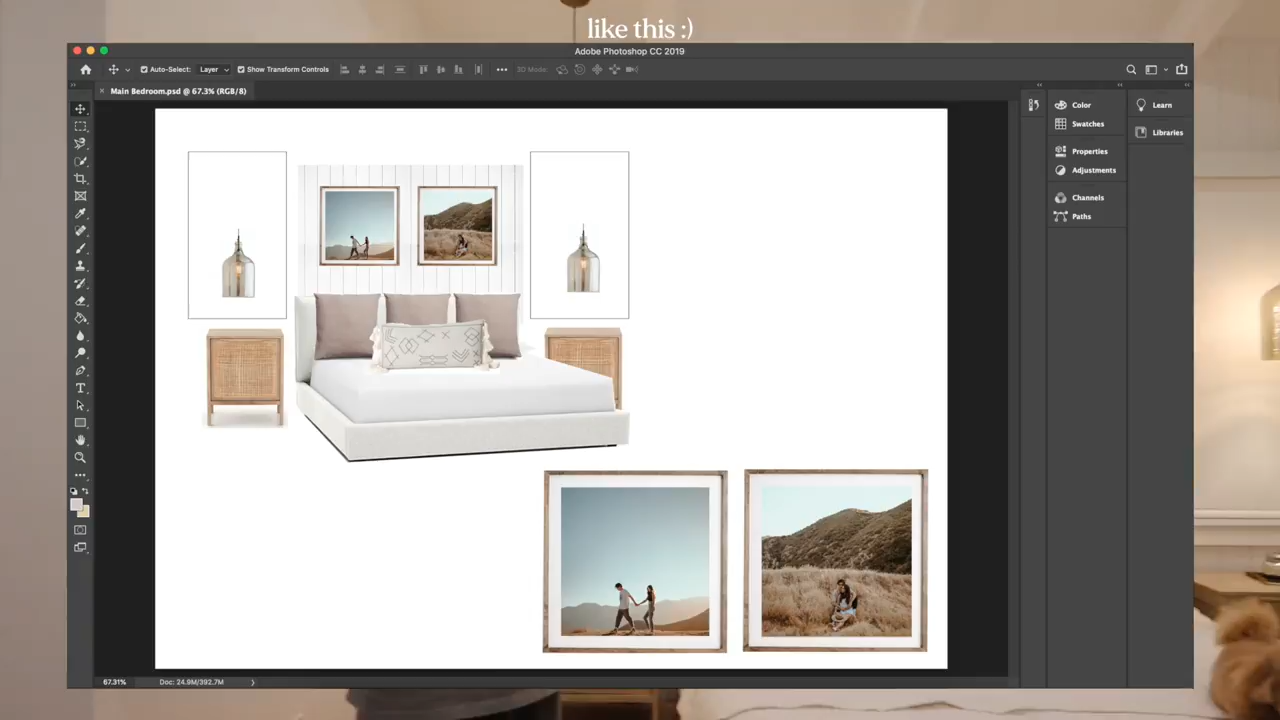 like this :)
Adobe Photoshop CC 2019
Auto-Select:
Layer
Show Transform Controls
3D Mode:
Main Bedroom.psd @ 67.3% (RGB/8)
Color
Swatches
Properties
Adjustments
Channels
Paths
Learn
Libraries
67.31%
Doc: 24.9M/392.7M